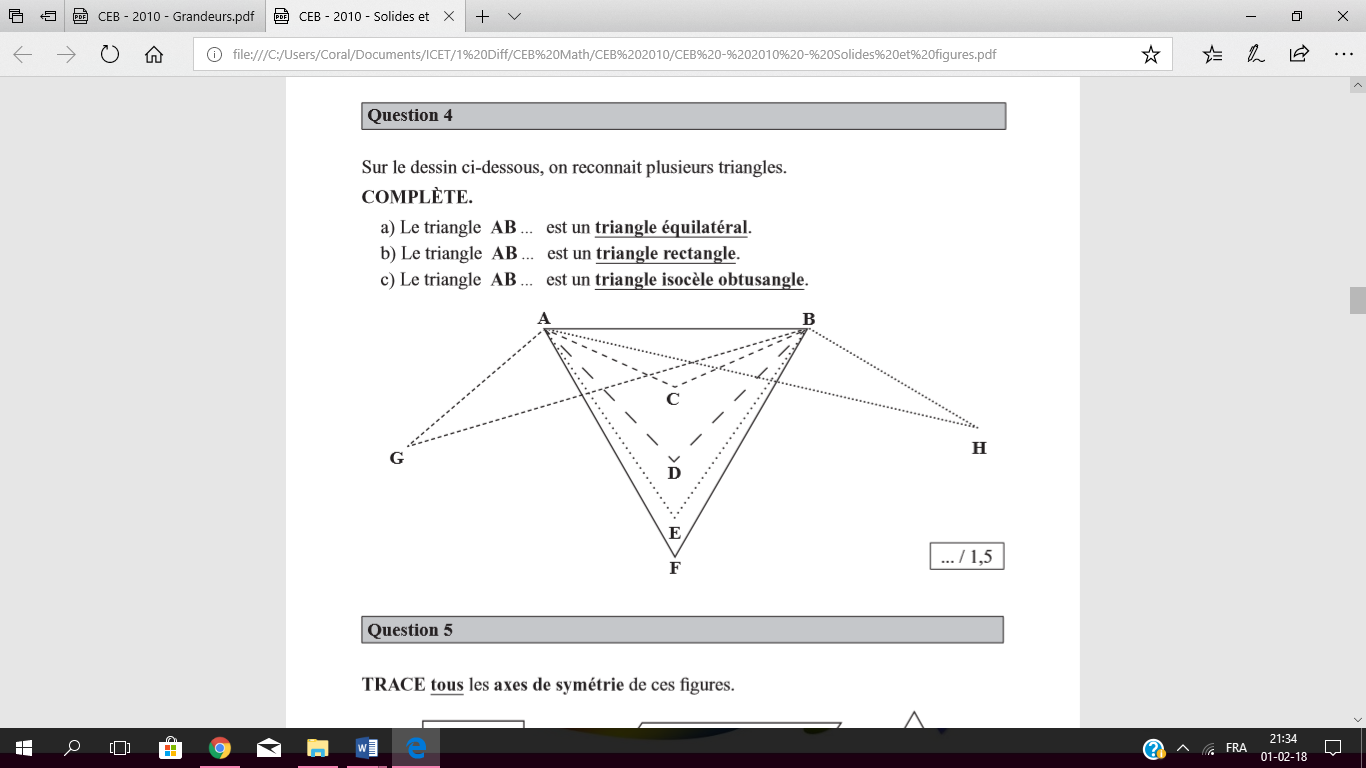 CEB - 2010 - Grandeurs.pdf
CEB - 2010 - Solides et
file:///C:/Users/Coral/Documents/ICET/1%20Diff/CEB%20Math/CEB%202010/CEB%20-%202010%20-%20Solides%20et%20figures.pdf
Question 4
Sur le dessin ci-dessous, on reconnait plusieurs triangles.
COMPLÈTE.
a) Le triangle AB ... est un triangle équilatéral.
b) Le triangle AB ... est un triangle rectangle.
c) Le triangle AB ... est un triangle isocèle obtusangle.
A
B
C
G
H
D
E
F
... / 1,5
Question 5
TRACE tous les axes de symétrie de ces figures.
FRA
21:34
01-02-18